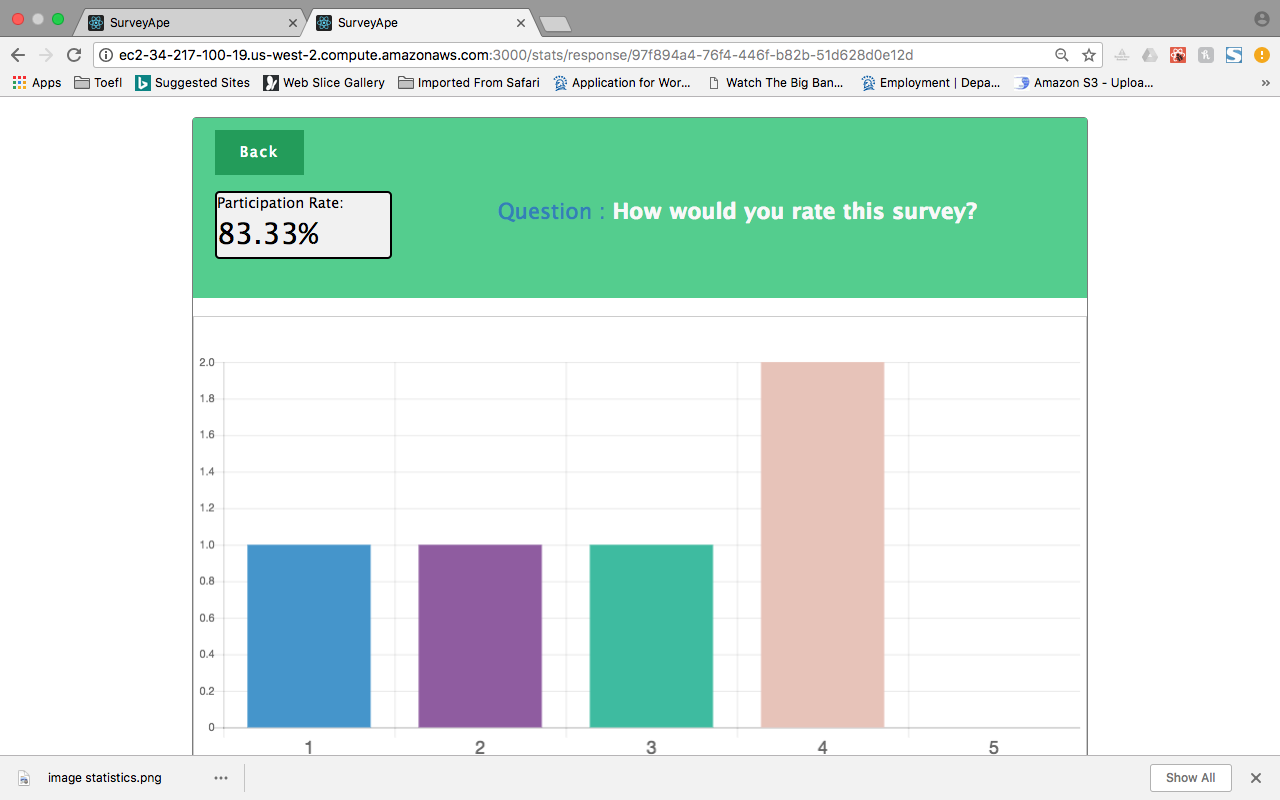 SurveyApe
SurveyApe
ec2-34-217-100-19.us-west-2.compute.amazonaws.com:3000/stats/response/97f894a4-76f4-446f-b82b-51d628d0e12d
Apps Toefl Suggested Sites Web Slice Gallery Imported From Safari Application for Wor... Watch The Big Ban... Employment | Depa... Amazon S3 - Uploa... »
Back
Participation Rate:
83.33%
Question : How would you rate this survey?
2.0
1.8
1.6
1.4
1.2
1.0
0.8
0.6
0.4
0.2
0
1 2 3 4 5
image statistics.png
Show All